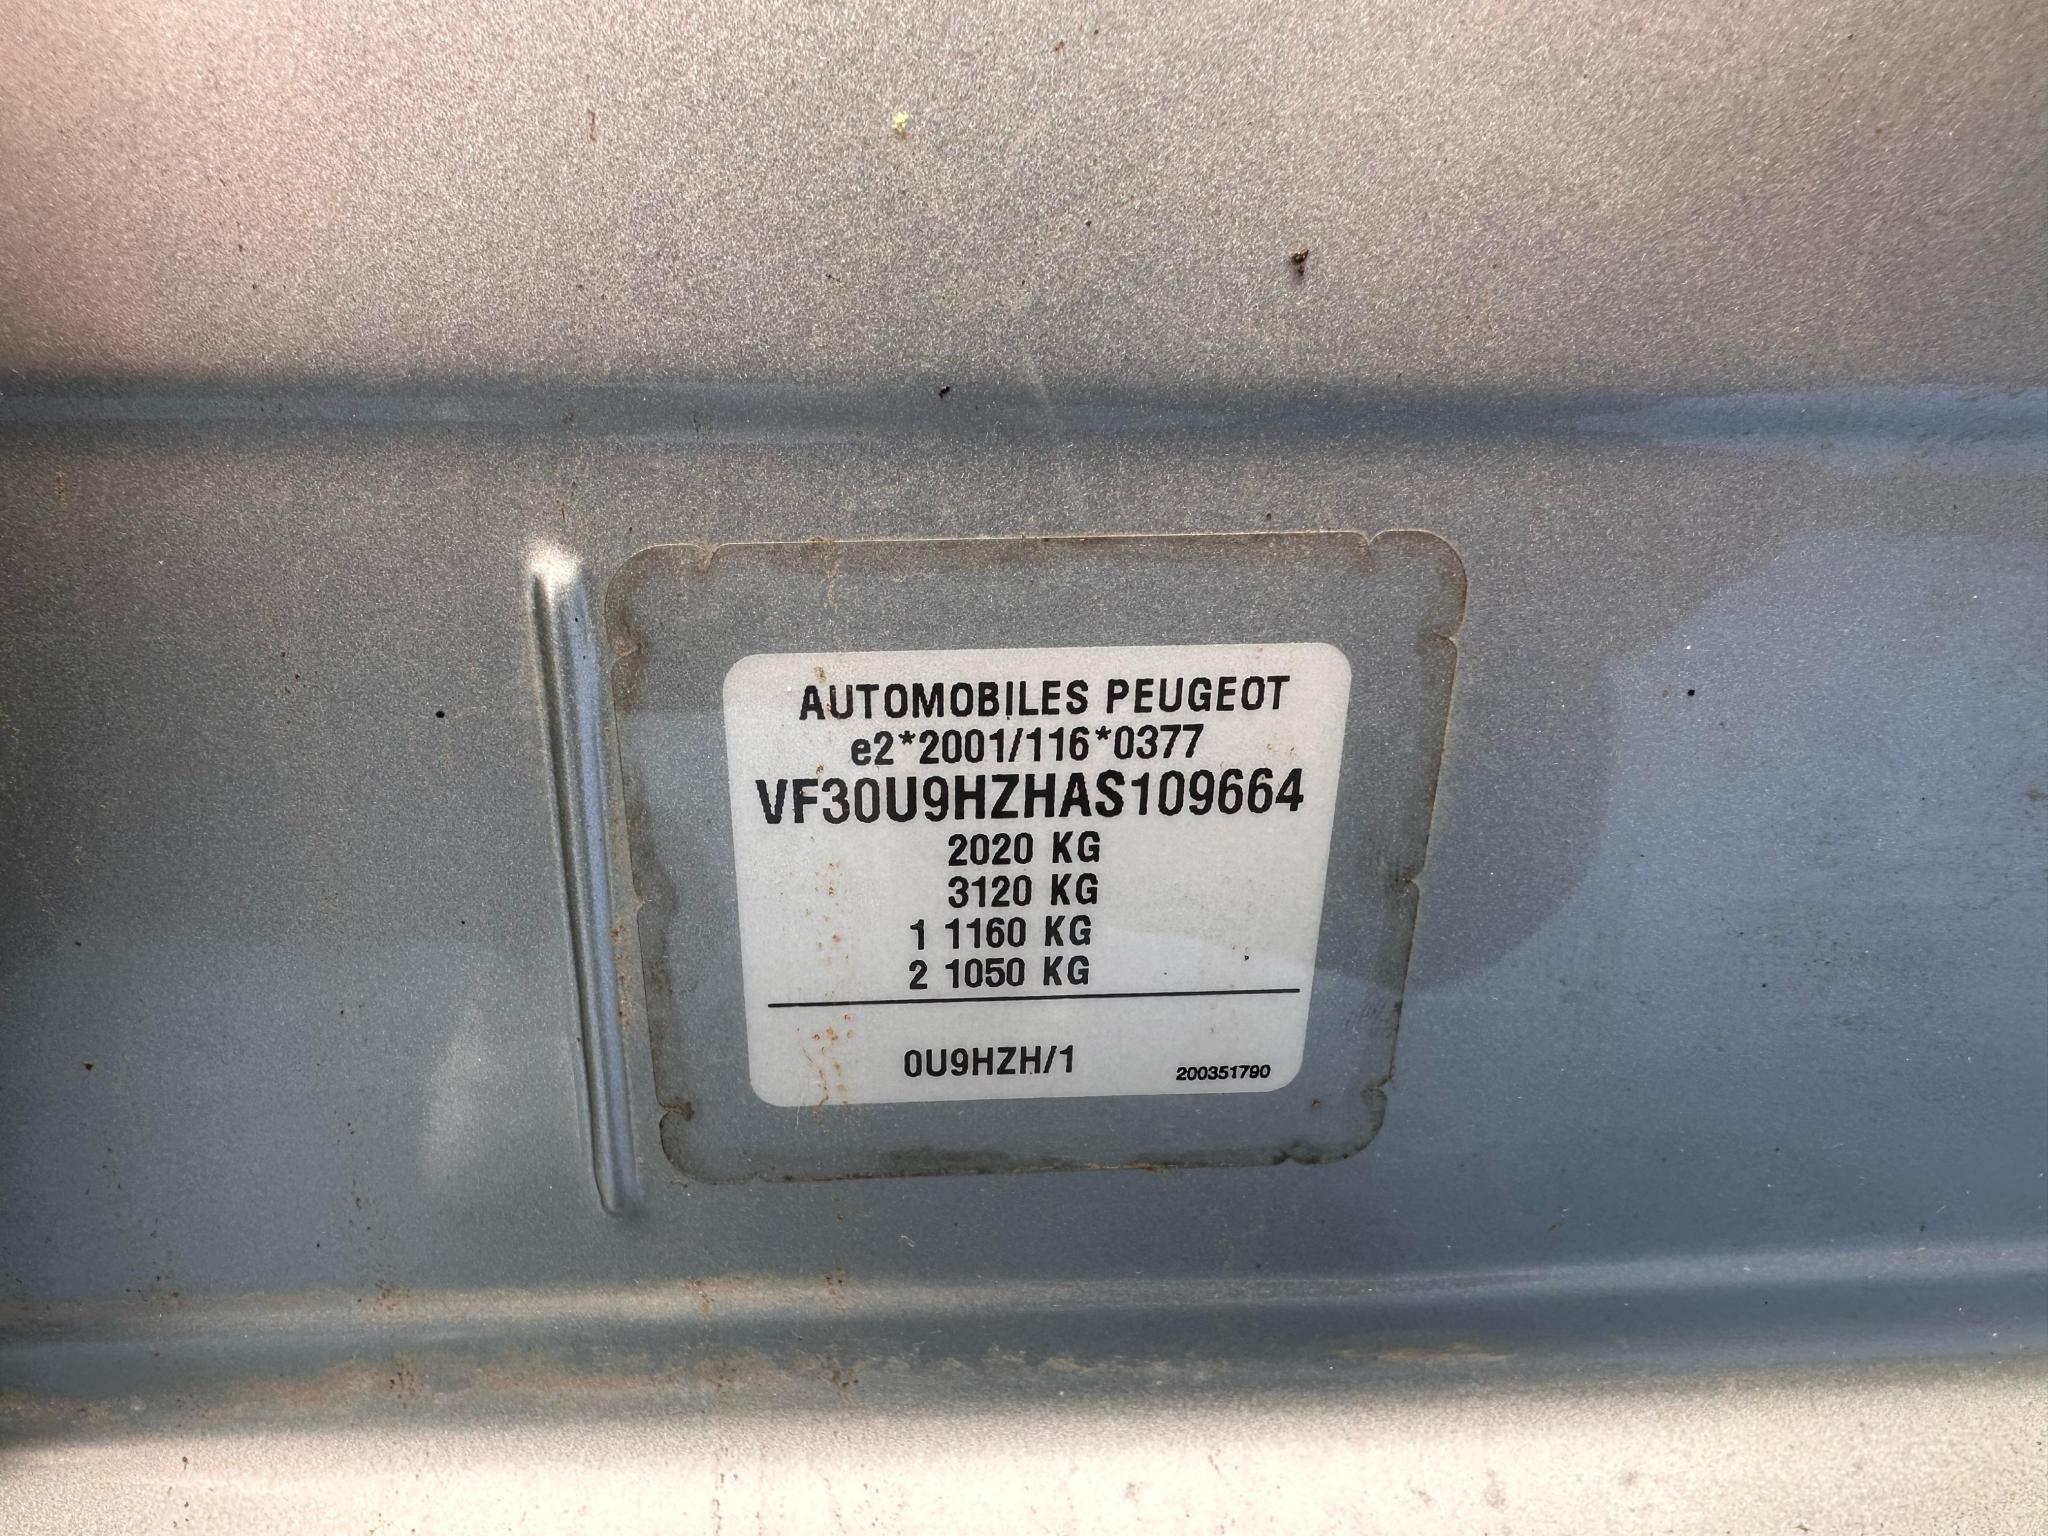 AUTOMOBILES PEUGEOT
e2*2001/116*0377
VF30U9HZHAS109664
2020 KG
3120 KG
1 1160 KG
2 1050 KG
0U9HZH/1
200351790